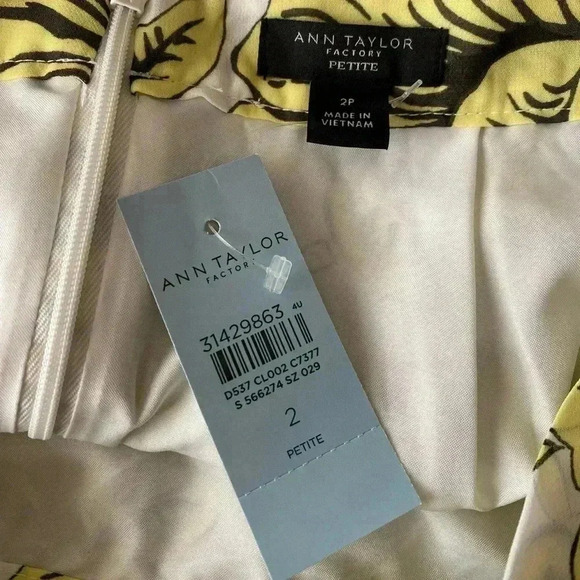 ANN TAYLOR
FACTORY
PETITE
2P
MADE IN
VIETNAM
ANN TAYLOR
FACTORY
31429863 4U
D537 CL002 C7377
S 566274 SZ 029
2
PETITE